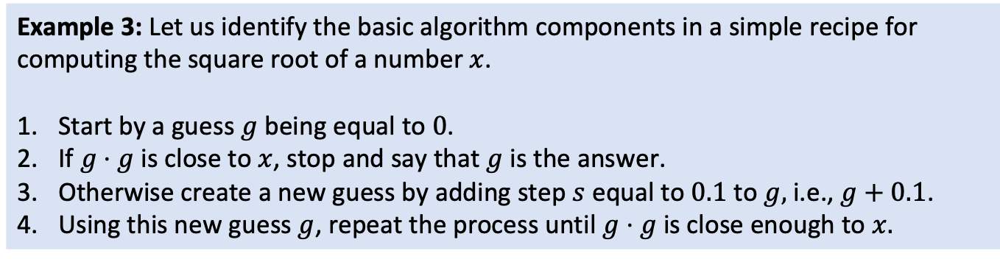 Example 3: Let us identify the basic algorithm components in a simple recipe for
computing the square root of a number x.
1. Start by a guess g being equal to 0.
2. If g · g is close to x, stop and say that g is the answer.
3. Otherwise create a new guess by adding step s equal to 0.1 to g, i.e., g + 0.1.
4. Using this new guess g, repeat the process until g · g is close enough to x.